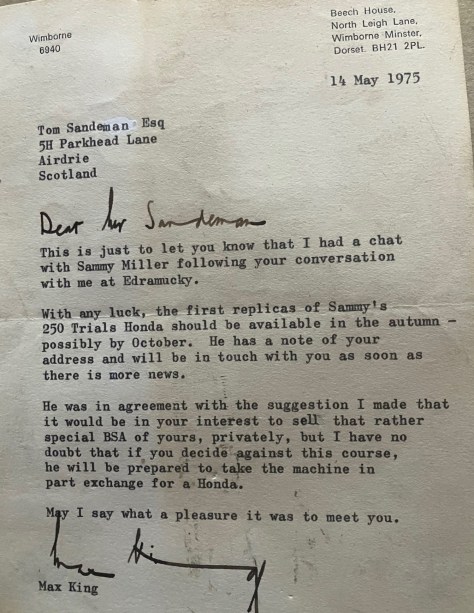 Wimborne
6940
Beech House,
North Leigh Lane,
Wimborne Minster,
Dorset. BH21 2PL.
14 May 1975
Tom Sandeman Esq
5H Parkhead Lane
Airdrie
Scotland
Dear Mr Sandeman
This is just to let you know that I had a chat
with Sammy Miller following your conversation
with me at Edramucky.
With any luck, the first replicas of Sammy's
250 Trials Honda should be available in the autumn -
possibly by October. He has a note of your
address and will be in touch with you as soon as
there is more news.
He was in agreement with the suggestion I made that
it would be in your interest to sell that rather
special BSA of yours, privately, but I have no
doubt that if you decide against this course,
he will be prepared to take the machine in
part exchange for a Honda.
May I say what a pleasure it was to meet you.
Max King
Max King